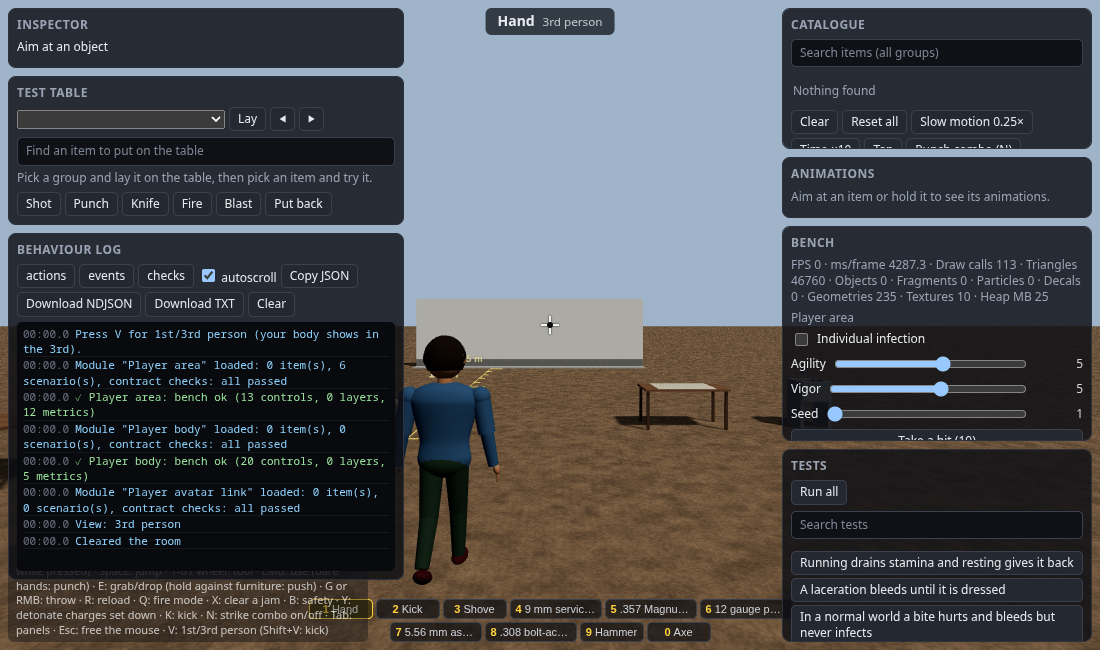 INSPECTOR
Aim at an object
TEST TABLE
Lay ◄ ►
Find an item to put on the table
Pick a group and lay it on the table, then pick an item and try it.
Shot Punch Knife Fire Blast Put back
BEHAVIOUR LOG
actions events checks autoscroll Copy JSON
Download NDJSON Download TXT Clear
00:00.0 Press V for 1st/3rd person (your body shows in
the 3rd).
00:00.0 Module "Player area" loaded: 0 item(s), 6
scenario(s), contract checks: all passed
00:00.0 ✓ Player area: bench ok (13 controls, 0 layers,
12 metrics)
00:00.0 Module "Player body" loaded: 0 item(s), 0
scenario(s), contract checks: all passed
00:00.0 ✓ Player body: bench ok (20 controls, 0 layers,
5 metrics)
00:00.0 Module "Player avatar link" loaded: 0 item(s),
0 scenario(s), contract checks: all passed
00:00.0 View: 3rd person
00:00.0 Cleared the room
hands: punch) · E: grab/drop (hold against furniture: push) · G or
RMB: throw · R: reload · Q: fire mode · X: clear a jam · B: safety · Y:
detonate charges set down · K: kick · N: strike combo on/off · Tab:
panels · Esc: free the mouse · V: 1st/3rd person (Shift+V: kick)
Hand 3rd person
5 m
1 Hand 2 Kick 3 Shove 4 9 mm servic… 5 .357 Magnu… 6 12 gauge p…
7 5.56 mm as… 8 .308 bolt-ac… 9 Hammer 0 Axe
CATALOGUE
Search items (all groups)
Nothing found
Clear Reset all Slow motion 0.25×
Time ×10 Top Punch combo (N)
ANIMATIONS
Aim at an item or hold it to see its animations.
BENCH
FPS 0 · ms/frame 4287.3 · Draw calls 113 · Triangles
46760 · Objects 0 · Fragments 0 · Particles 0 · Decals
0 · Geometries 235 · Textures 10 · Heap MB 25
Player area
Individual infection
Agility 5
Vigor 5
Seed 1
Take a hit (10)
TESTS
Run all
Search tests
Running drains stamina and resting gives it back
A laceration bleeds until it is dressed
In a normal world a bite hurts and bleeds but
never infects